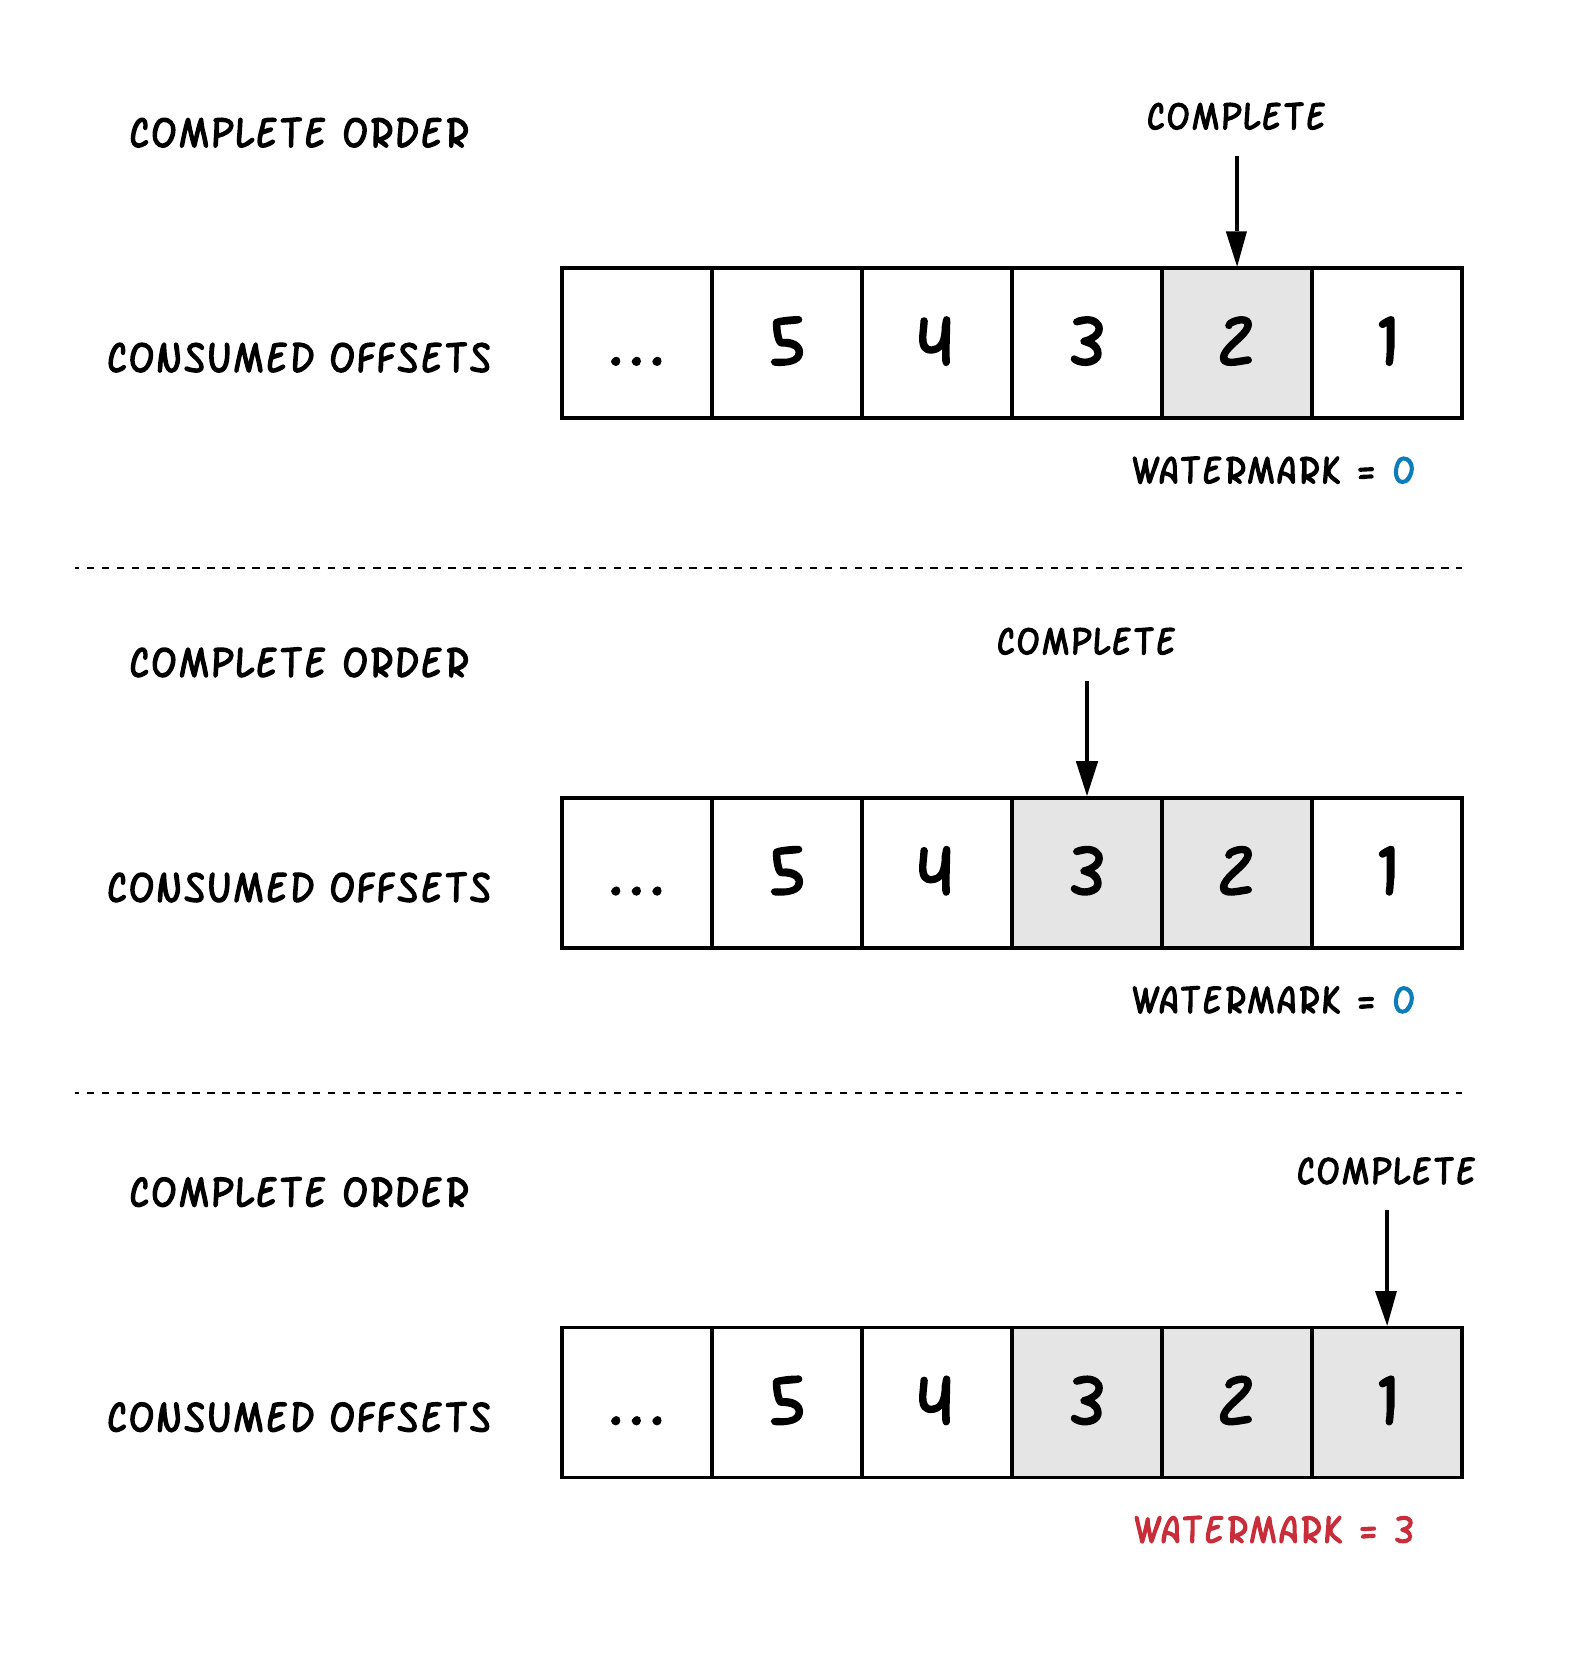 COMPLETE ORDER
COMPLETE
CONSUMED OFFSETS
... 5 4 3 2 1
WATERMARK = 0
COMPLETE ORDER
COMPLETE
CONSUMED OFFSETS
... 5 4 3 2 1
WATERMARK = 0
COMPLETE ORDER
COMPLETE
CONSUMED OFFSETS
... 5 4 3 2 1
WATERMARK = 3